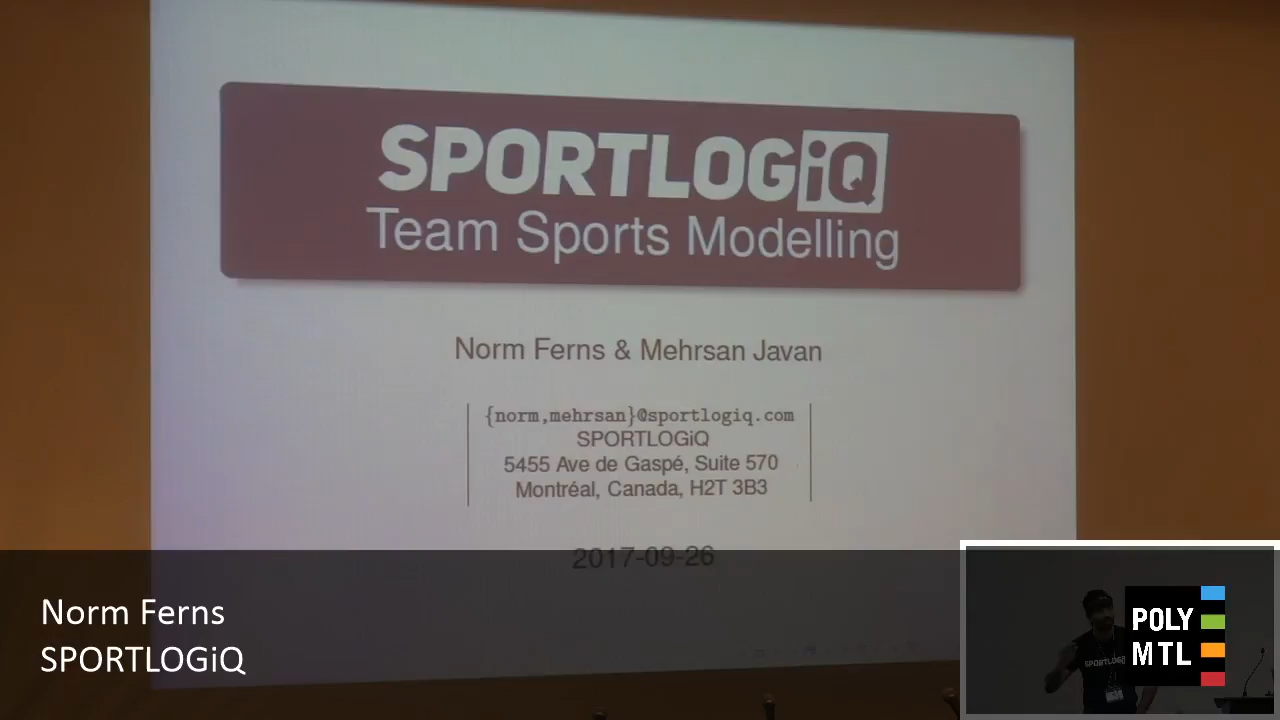 SPORTLOGiQ
Team Sports Modelling
Norm Ferns & Mehrsan Javan
{norm,mehrsan}@sportlogiq.com
SPORTLOGiQ
5455 Ave de Gaspé, Suite 570
Montréal, Canada, H2T 3B3
2017-09-26
Norm Ferns
SPORTLOGiQ
POLY
MTL
SPORTLOGiQ